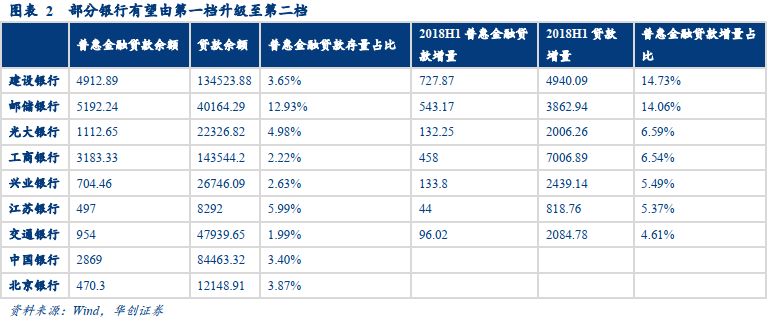 图表 2 部分银行有望由第一档升级至第二档
普惠金融贷款余额 贷款余额 普惠金融贷款存量占比 2018H1 普惠金融贷款增量 2018H1 贷款增量 普惠金融贷款增量占比
建设银行 4912.89 134523.88 3.65% 727.87 4940.09 14.73%
邮储银行 5192.24 40164.29 12.93% 543.17 3862.94 14.06%
光大银行 1112.65 22326.82 4.98% 132.25 2006.26 6.59%
工商银行 3183.33 143544.2 2.22% 458 7006.89 6.54%
兴业银行 704.46 26746.09 2.63% 133.8 2439.14 5.49%
江苏银行 497 8292 5.99% 44 818.76 5.37%
交通银行 954 47939.65 1.99% 96.02 2084.78 4.61%
中国银行 2869 84463.32 3.40%
北京银行 470.3 12148.91 3.87%
资料来源：Wind，华创证券